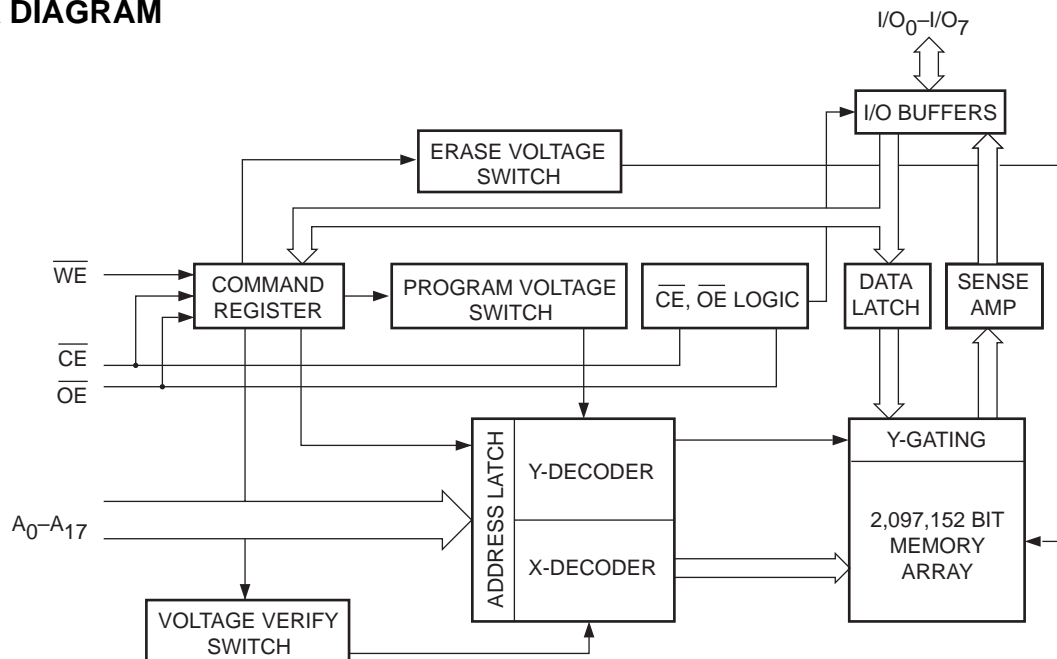 DIAGRAM
I/O0–I/O7
I/O BUFFERS
ERASE VOLTAGE
SWITCH
WE
CE
OE
COMMAND
REGISTER
PROGRAM VOLTAGE
SWITCH
CE, OE LOGIC
DATA
LATCH
SENSE
AMP
ADDRESS LATCH
Y-DECODER
X-DECODER
Y-GATING
2,097,152 BIT
MEMORY
ARRAY
A0–A17
VOLTAGE VERIFY
SWITCH